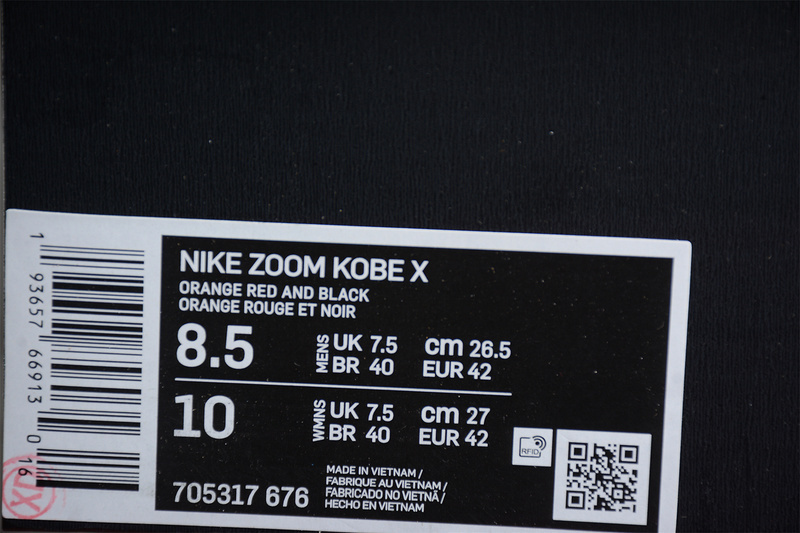 1 93657 66913 0 16
NIKE ZOOM KOBE X
ORANGE RED AND BLACK
ORANGE ROUGE ET NOIR
8.5 MENS UK 7.5 cm 26.5
BR 40 EUR 42
10 WMNS UK 7.5 cm 27
BR 40 EUR 42
RFID
705317 676
MADE IN VIETNAM /
FABRIQUE AU VIETNAM /
FABRICADO NO VIETNÃ /
HECHO EN VIETNAM